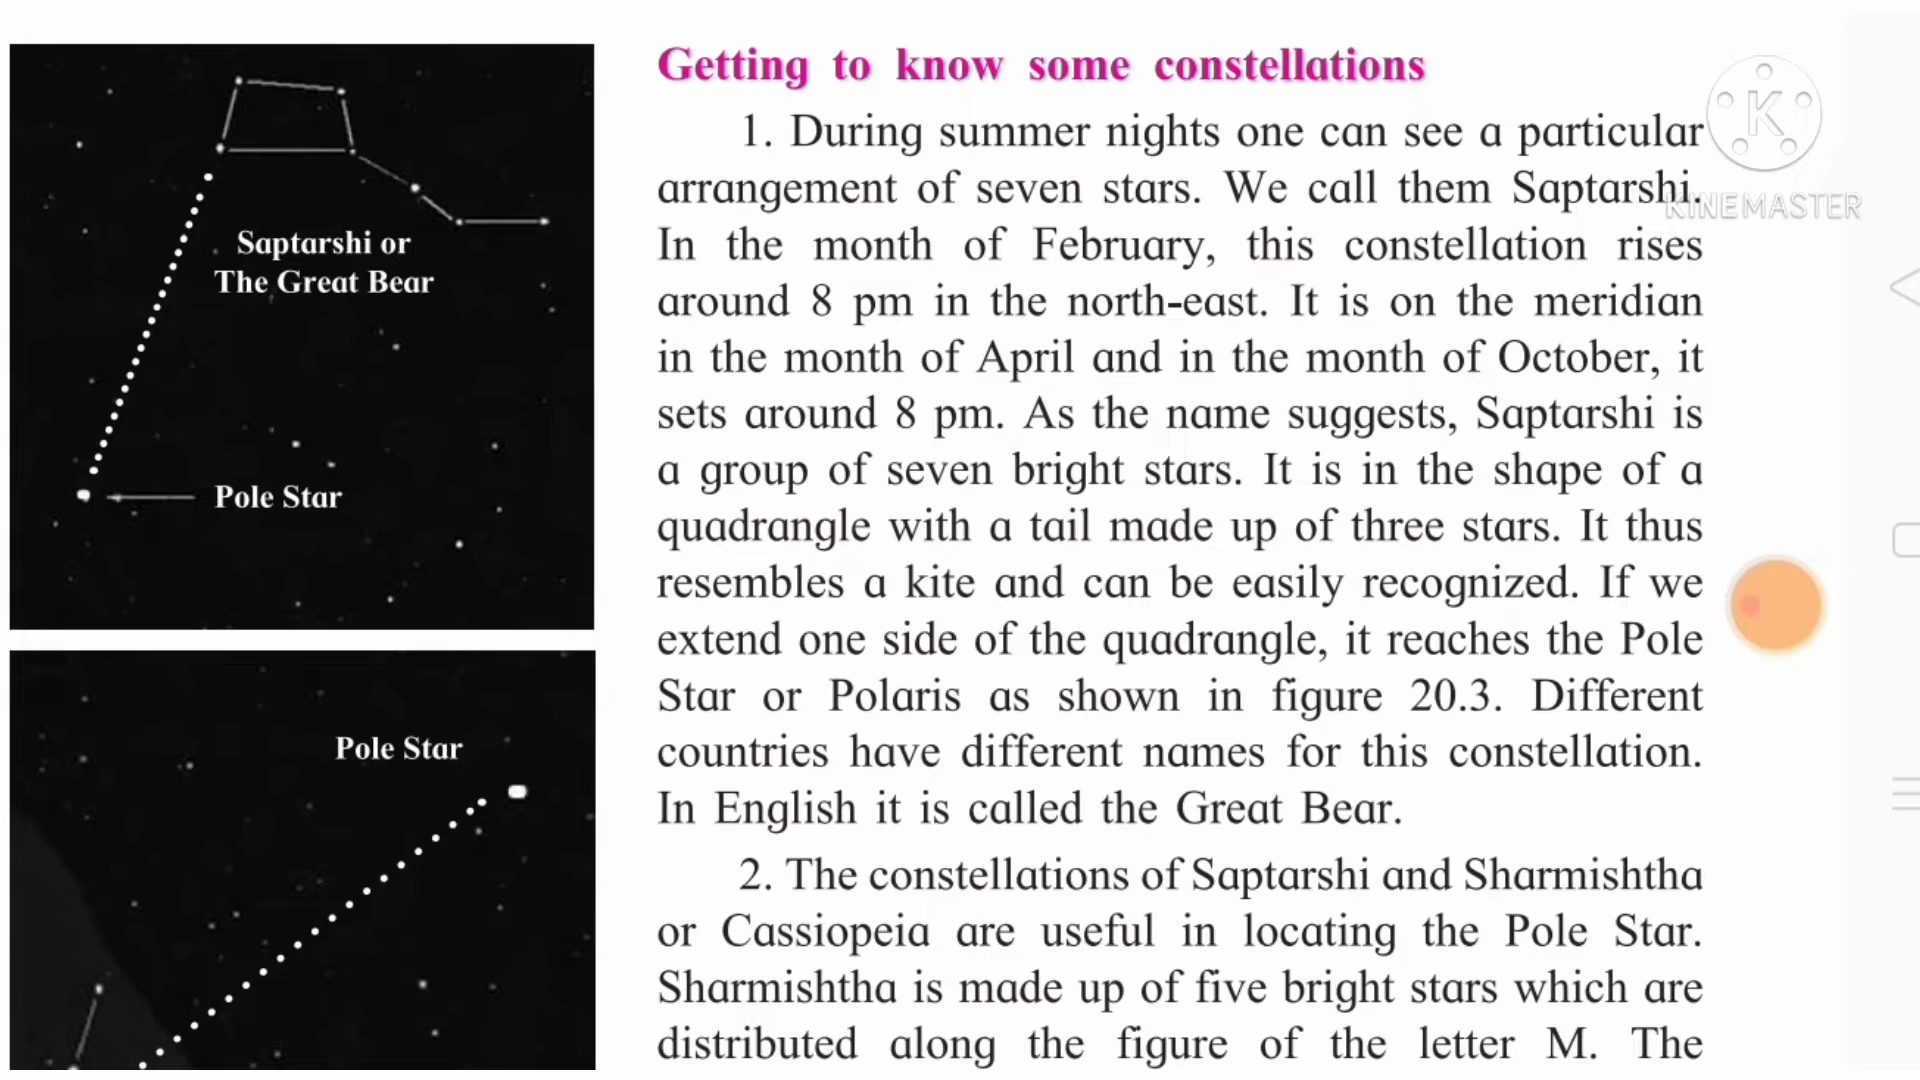 Getting to know some constellations
1. During summer nights one can see a particular
arrangement of seven stars. We call them Saptarshi.
In the month of February, this constellation rises
around 8 pm in the north-east. It is on the meridian
in the month of April and in the month of October, it
sets around 8 pm. As the name suggests, Saptarshi is
a group of seven bright stars. It is in the shape of a
quadrangle with a tail made up of three stars. It thus
resembles a kite and can be easily recognized. If we
extend one side of the quadrangle, it reaches the Pole
Star or Polaris as shown in figure 20.3. Different
countries have different names for this constellation.
In English it is called the Great Bear.
2. The constellations of Saptarshi and Sharmishtha
or Cassiopeia are useful in locating the Pole Star.
Sharmishtha is made up of five bright stars which are
distributed along the figure of the letter M. The
Saptarshi or
The Great Bear
Pole Star
Pole Star
K
KINEMASTER